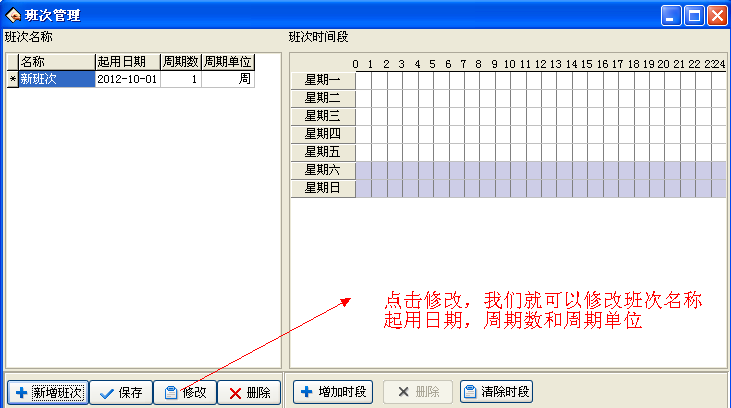 班次管理
班次名称
名称 起用日期 周期数 周期单位
* 新班次 2012-10-01 1 周
班次时间段
0 1 2 3 4 5 6 7 8 9 10 11 12 13 14 15 16 17 18 19 20 21 22 23 24
星期一
星期二
星期三
星期四
星期五
星期六
星期日
点击修改，我们就可以修改班次名称
起用日期，周期数和周期单位
新增班次 保存 修改 删除
增加时段 删除 清除时段